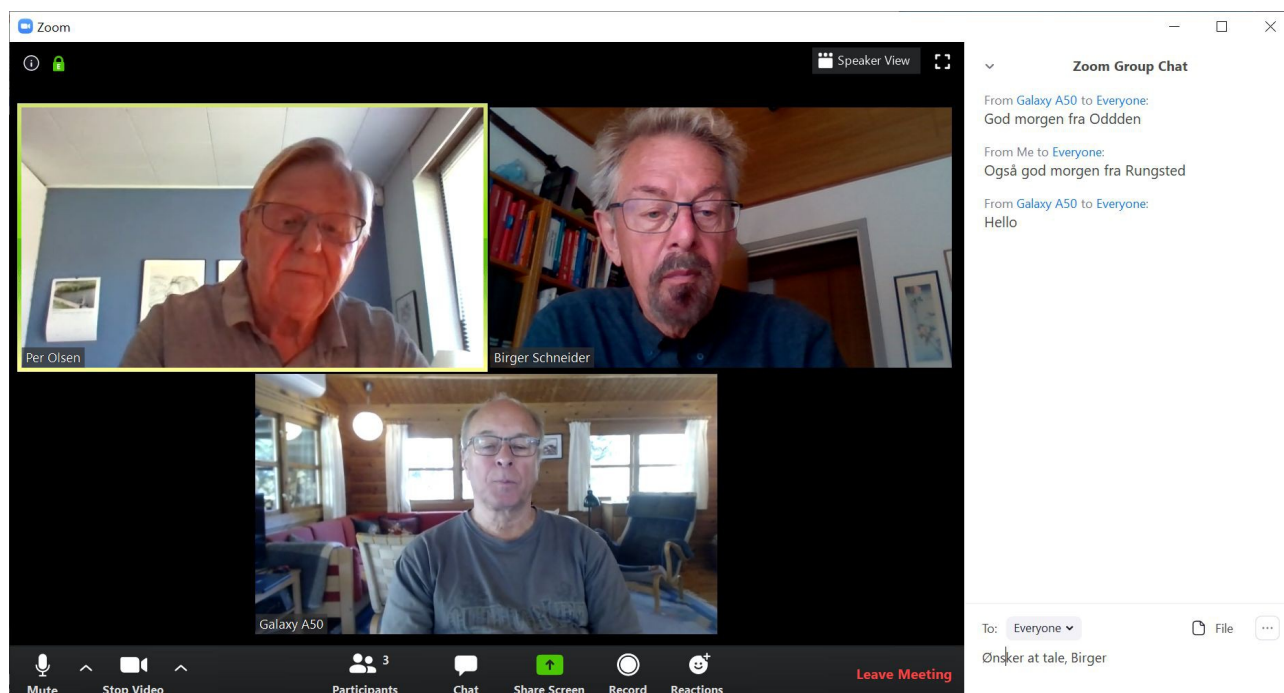 Zoom
Speaker View
Zoom Group Chat
From Galaxy A50 to Everyone:
God morgen fra Oddden
From Me to Everyone:
Også god morgen fra Rungsted
From Galaxy A50 to Everyone:
Hello
Per Olsen
Birger Schneider
Galaxy A50
To: Everyone File
Ønsker at tale, Birger
3
Mute Stop Video Participants Chat Share Screen Record Reactions Leave Meeting